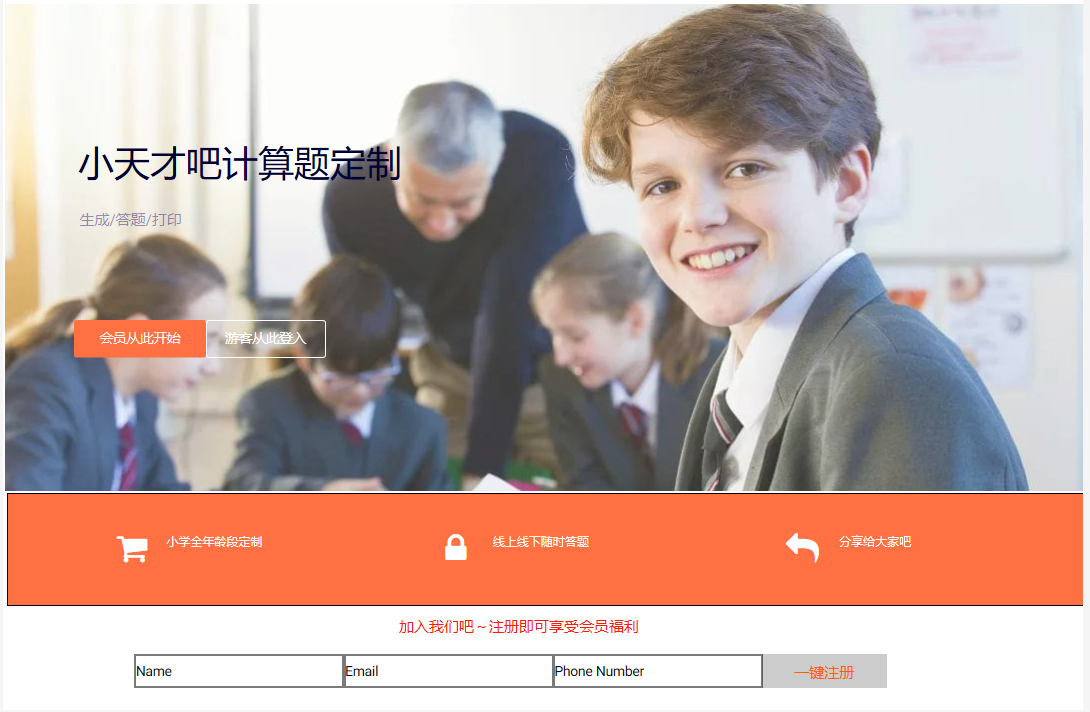 小天才吧计算题定制
生成/答题/打印
会员从此开始
游客从此登入
小学全年龄段定制
线上线下随时答题
分享给大家吧
加入我们吧~注册即可享受会员福利
Name
Email
Phone Number
一键注册